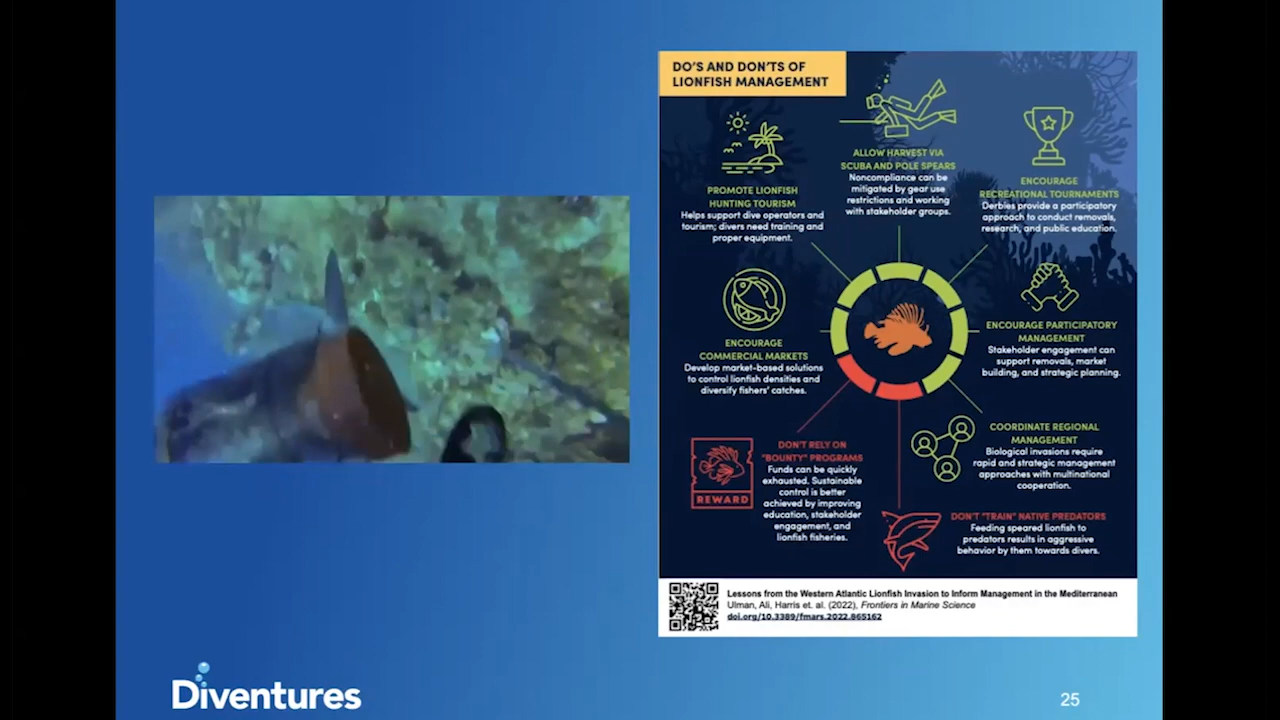 DO'S AND DON'TS OF
LIONFISH MANAGEMENT
ALLOW HARVEST VIA
SCUBA AND POLE SPEARS
Noncompliance can be
mitigated by gear use
restrictions and working
with stakeholder groups.
PROMOTE LIONFISH
HUNTING TOURISM
Helps support dive operators and
tourism; divers need training and
proper equipment.
ENCOURAGE
RECREATIONAL TOURNAMENTS
Derbies provide a participatory
approach to conduct removals,
research, and public education.
ENCOURAGE
COMMERCIAL MARKETS
Develop market-based solutions
to control lionfish densities and
diversify fishers' catches.
ENCOURAGE PARTICIPATORY
MANAGEMENT
Stakeholder engagement can
support removals, market
building, and strategic planning.
DON'T RELY ON
"BOUNTY" PROGRAMS
Funds can be quickly
exhausted. Sustainable
control is better
achieved by improving
education, stakeholder
engagement, and
lionfish fisheries.
REWARD
COORDINATE REGIONAL
MANAGEMENT
Biological invasions require
rapid and strategic management
approaches with multinational
cooperation.
DON'T "TRAIN" NATIVE PREDATORS
Feeding speared lionfish to
predators results in aggressive
behavior by them towards divers.
Lessons from the Western Atlantic Lionfish Invasion to Inform Management in the Mediterranean
Ulman, Ali, Harris et. al. (2022), Frontiers in Marine Science
doi.org/10.3389/fmars.2022.865162
Diventures
25